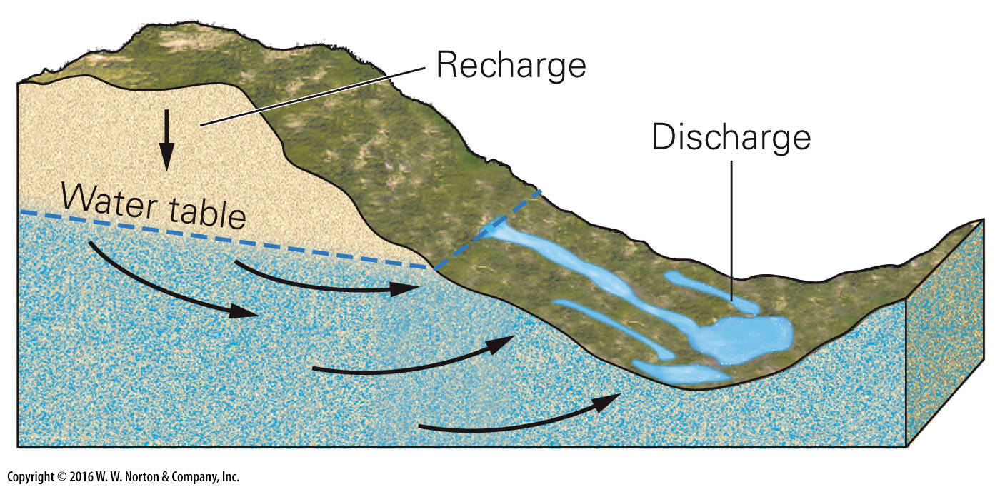 Recharge
Discharge
Water table
Copyright © 2016 W. W. Norton & Company, Inc.